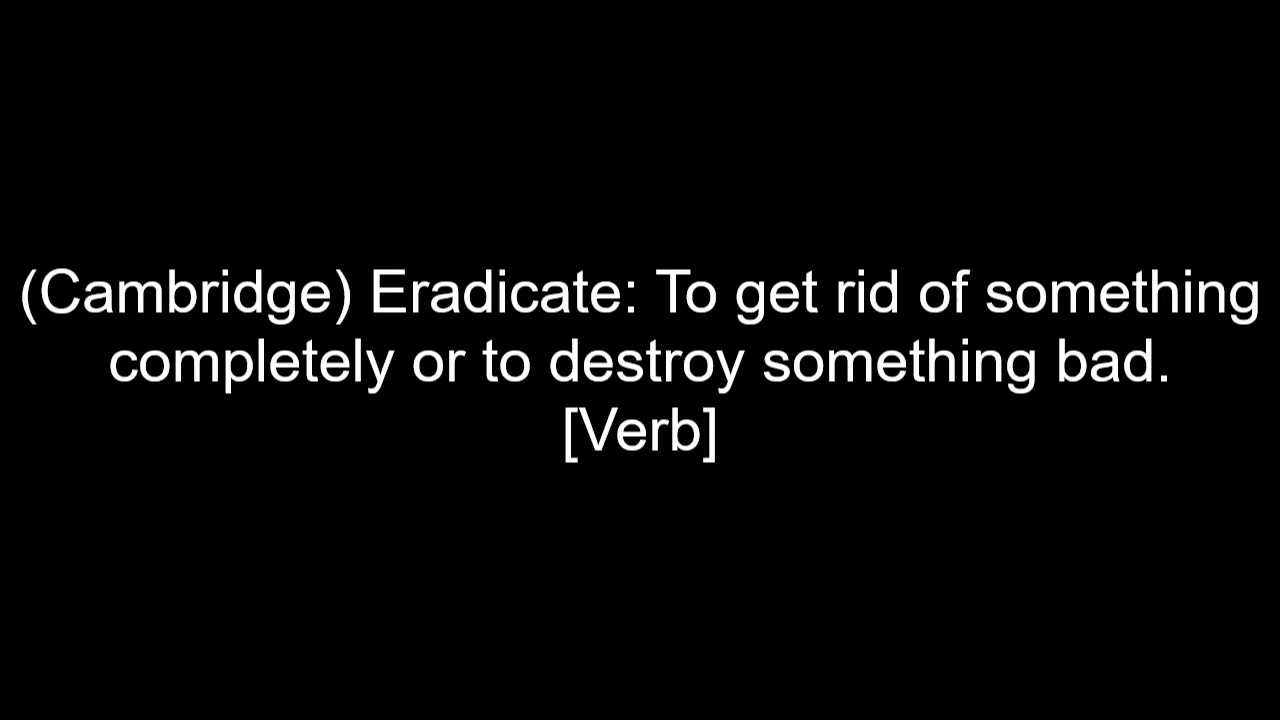 (Cambridge) Eradicate: To get rid of something
completely or to destroy something bad.
[Verb]